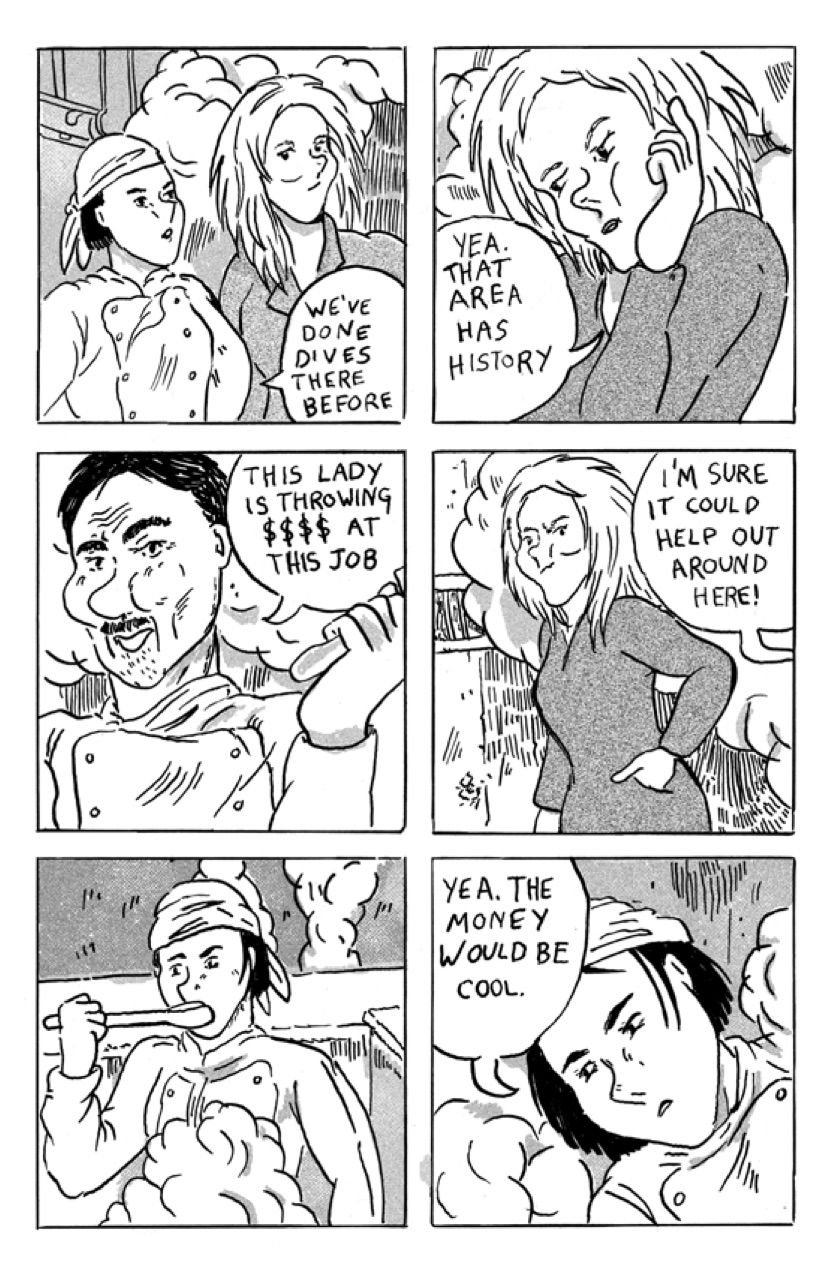 WE'VE
DONE
DIVES
THERE
BEFORE
YEA.
THAT
AREA
HAS
HISTORY
THIS LADY
IS THROWING
$$$$ AT
THIS JOB
I'M SURE
IT COULD
HELP OUT
AROUND
HERE!
YEA. THE
MONEY
WOULD BE
COOL.